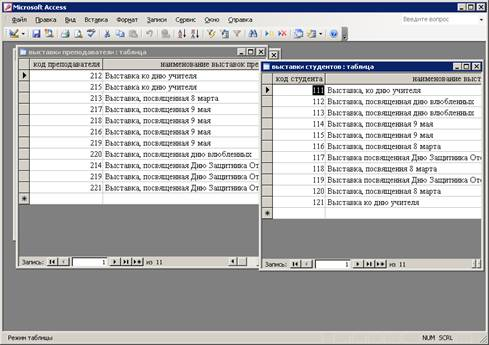 Microsoft Access
Файл Правка Вид Вставка Формат Записи Сервис Окно Справка Введите вопрос
выставки преподаватели : таблица
код преподавателя наименование выставок пре
212 Выставка ко дню учителя
215 Выставка ко дню учителя
213 Выставка, посвященная 8 марта
217 Выставка, посвященная 9 мая
218 Выставка, посвященная 9 мая
216 Выставка, посвященная 9 мая
219 Выставка, посвященная 9 мая
220 Выставка, посвященная дню влюбленных
214 Выставка, посвященная Дню Защитника Оте
219 Выставка, посвященная Дню Защитника Оте
221 Выставка, посвященная Дню Защитника Оте
Запись: 1 из 11
выставки студентов : таблица
код студента наименование выст
111 Выставка, ко дню учителя
112 Выставка, посвященная дню влюбленных
113 Выставка, посвященная дню влюбленных
114 Выставка, посвященная 9 мая
115 Выставка, посвященная 9 мая
116 Выставка, посвященная 8 марта
117 Выставка посвященная Дню Защитника Оте
118 Выставка, посвящення 8 марта
119 Выставка посвященная Дню Защитника Оте
120 Выставка, посвященная 8 марта
121 Выставка ко дню учителя
Запись: 1 из 11
Режим таблицы NUM SCRL